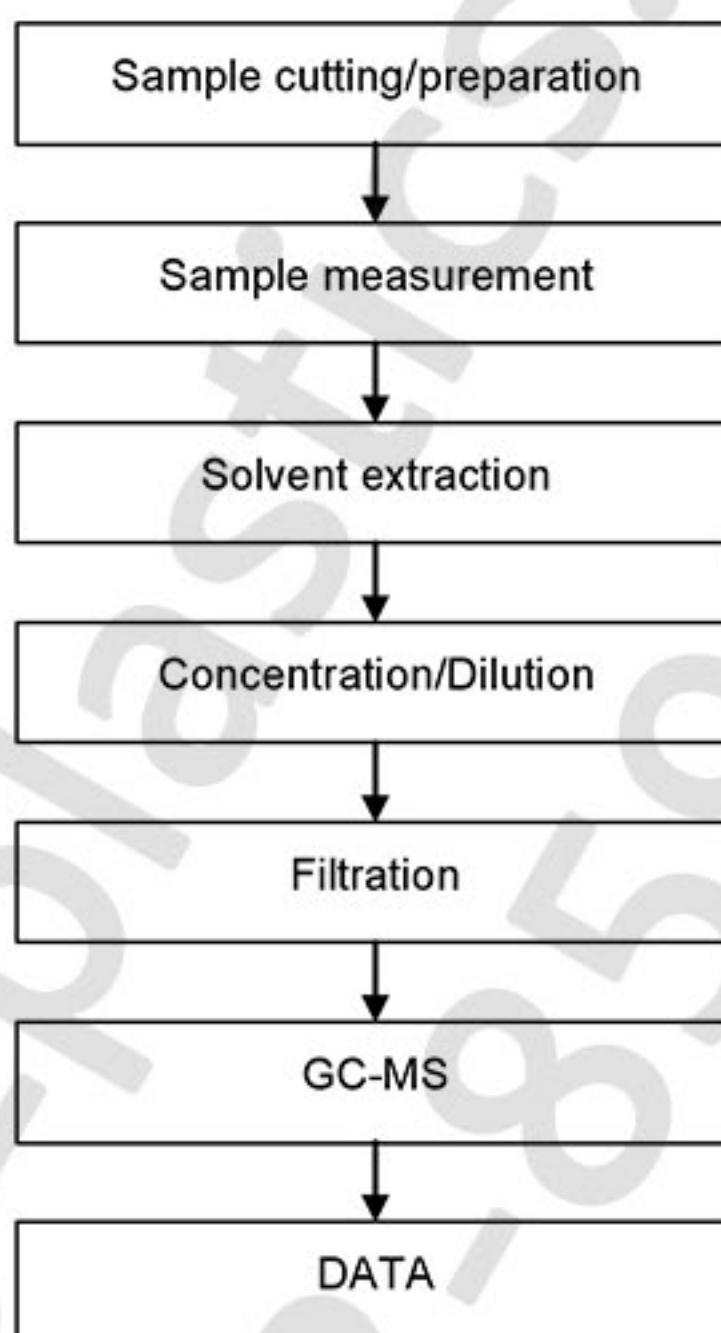 Sample cutting/preparation
Sample measurement
Solvent extraction
Concentration/Dilution
Filtration
GC-MS
DATA